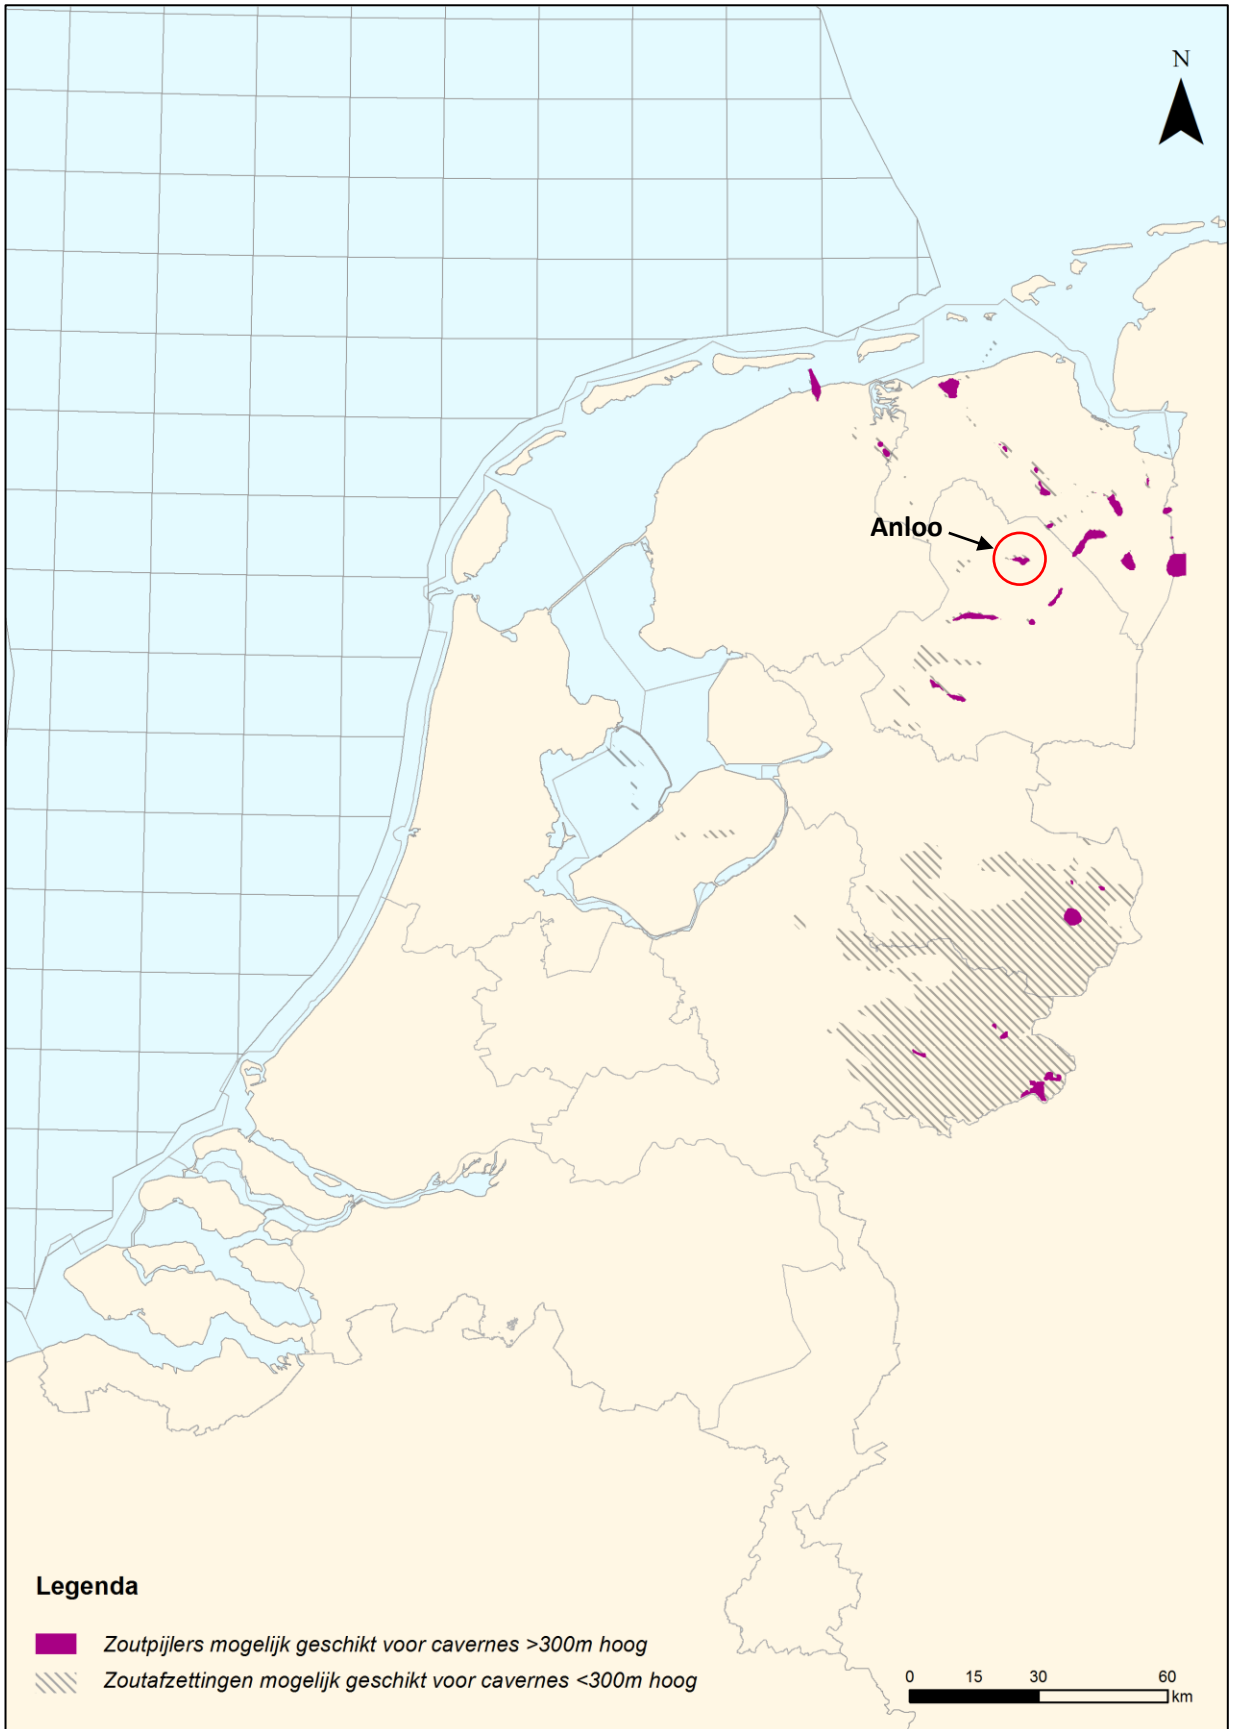 N
Anloo
Legenda
Zoutpijlers mogelijk geschikt voor cavernes >300m hoog
Zoutafzettingen mogelijk geschikt voor cavernes <300m hoog
0 15 30 60
km